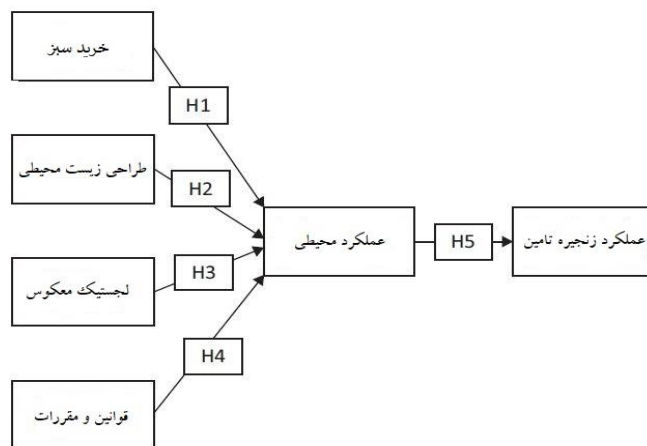 خرید سبز
H1
طراحی زیست محیطی
H2
عملکرد محیطی
H5
عملکرد زنجیره تامین
لجستیک معکوس
H3
H4
قوانین و مقررات